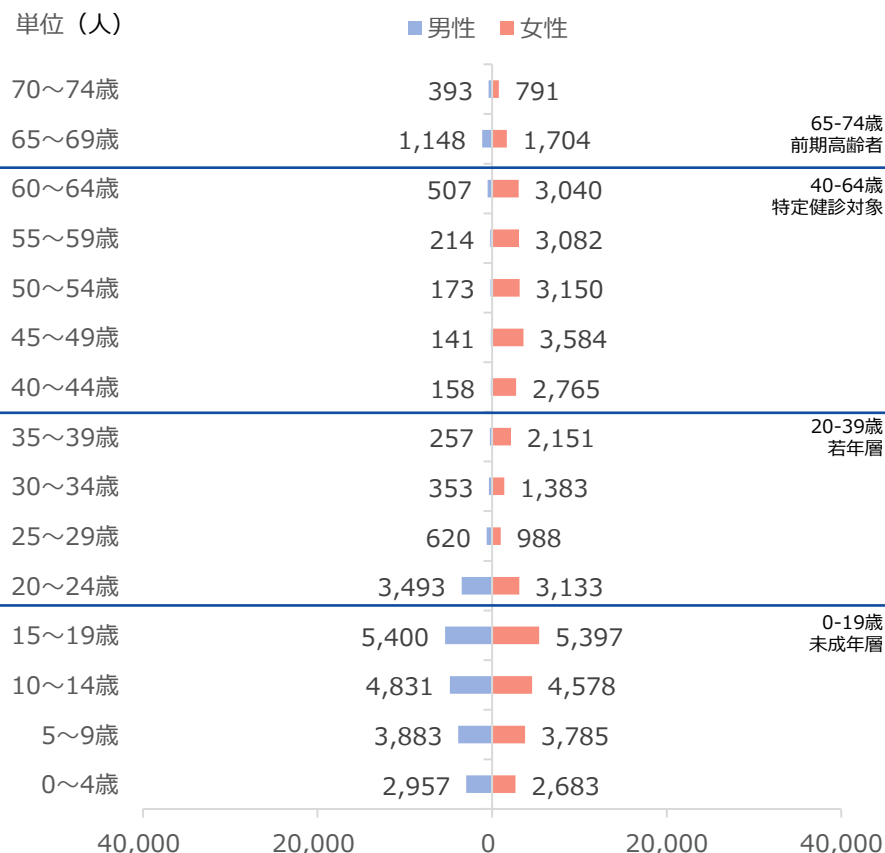 単位（人）
男性 女性
70～74歳 393 791
65～69歳 1,148 1,704
65-74歳
前期高齢者
60～64歳 507 3,040
40-64歳
特定健診対象
55～59歳 214 3,082
50～54歳 173 3,150
45～49歳 141 3,584
40～44歳 158 2,765
35～39歳 257 2,151
20-39歳
若年層
30～34歳 353 1,383
25～29歳 620 988
20～24歳 3,493 3,133
15～19歳 5,400 5,397
0-19歳
未成年層
10～14歳 4,831 4,578
5～9歳 3,883 3,785
0～4歳 2,957 2,683
40,000 20,000 0 20,000 40,000